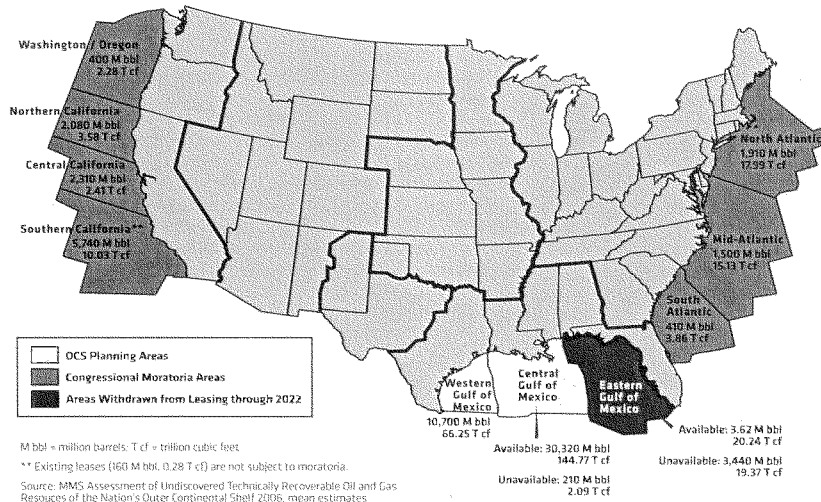 Washington / Oregon
400 M bbl
2.28 T cf
Northern California
2,080 M bbl
3.58 T cf
Central California
2,310 M bbl
2.41 T cf
Southern California**
5,740 M bbl
10.03 T cf
North Atlantic
1,910 M bbl
17.99 T cf
Mid-Atlantic
1,500 M bbl
15.13 T cf
South
Atlantic
410 M bbl
3.86 T cf
OCS Planning Areas
Congressional Moratoria Areas
Areas Withdrawn from Leasing through 2022
Western
Gulf of
Mexico
10,700 M bbl
66.25 T cf
Central
Gulf of
Mexico
Available: 30,320 M bbl
144.77 T cf
Unavailable: 210 M bbl
2.09 T cf
Eastern
Gulf of
Mexico
Available: 3.62 M bbl
20.24 T cf
Unavailable: 3,440 M bbl
19.37 T cf
M bbl = million barrels; T cf = trillion cubic feet
** Existing leases (160 M bbl, 0.28 T cf) are not subject to moratoria.
Source: MMS Assessment of Undiscovered Technically Recoverable Oil and Gas
Resouces of the Nation's Outer Continental Shelf 2006, mean estimates